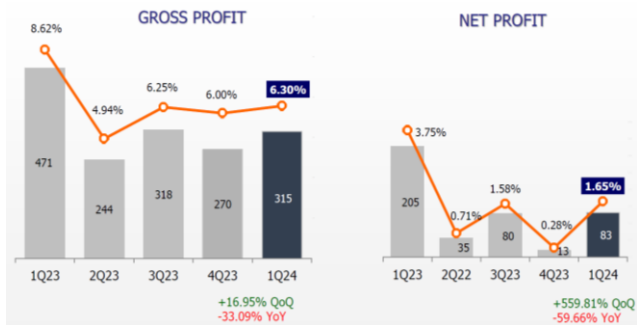 GROSS PROFIT
8.62%
4.94%
6.25%
6.00%
6.30%
471
244
318
270
315
1Q23 2Q23 3Q23 4Q23 1Q24
+16.95% QoQ
-33.09% YoY
NET PROFIT
3.75%
0.71%
1.58%
0.28%
1.65%
205
35
80
13
83
1Q23 2Q22 3Q23 4Q23 1Q24
+559.81% QoQ
-59.66% YoY